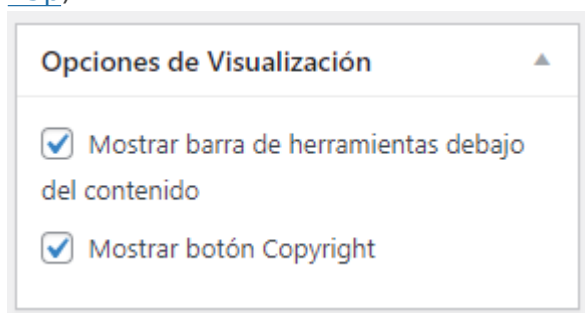 Opciones de Visualización
Mostrar barra de herramientas debajo
del contenido
Mostrar botón Copyright